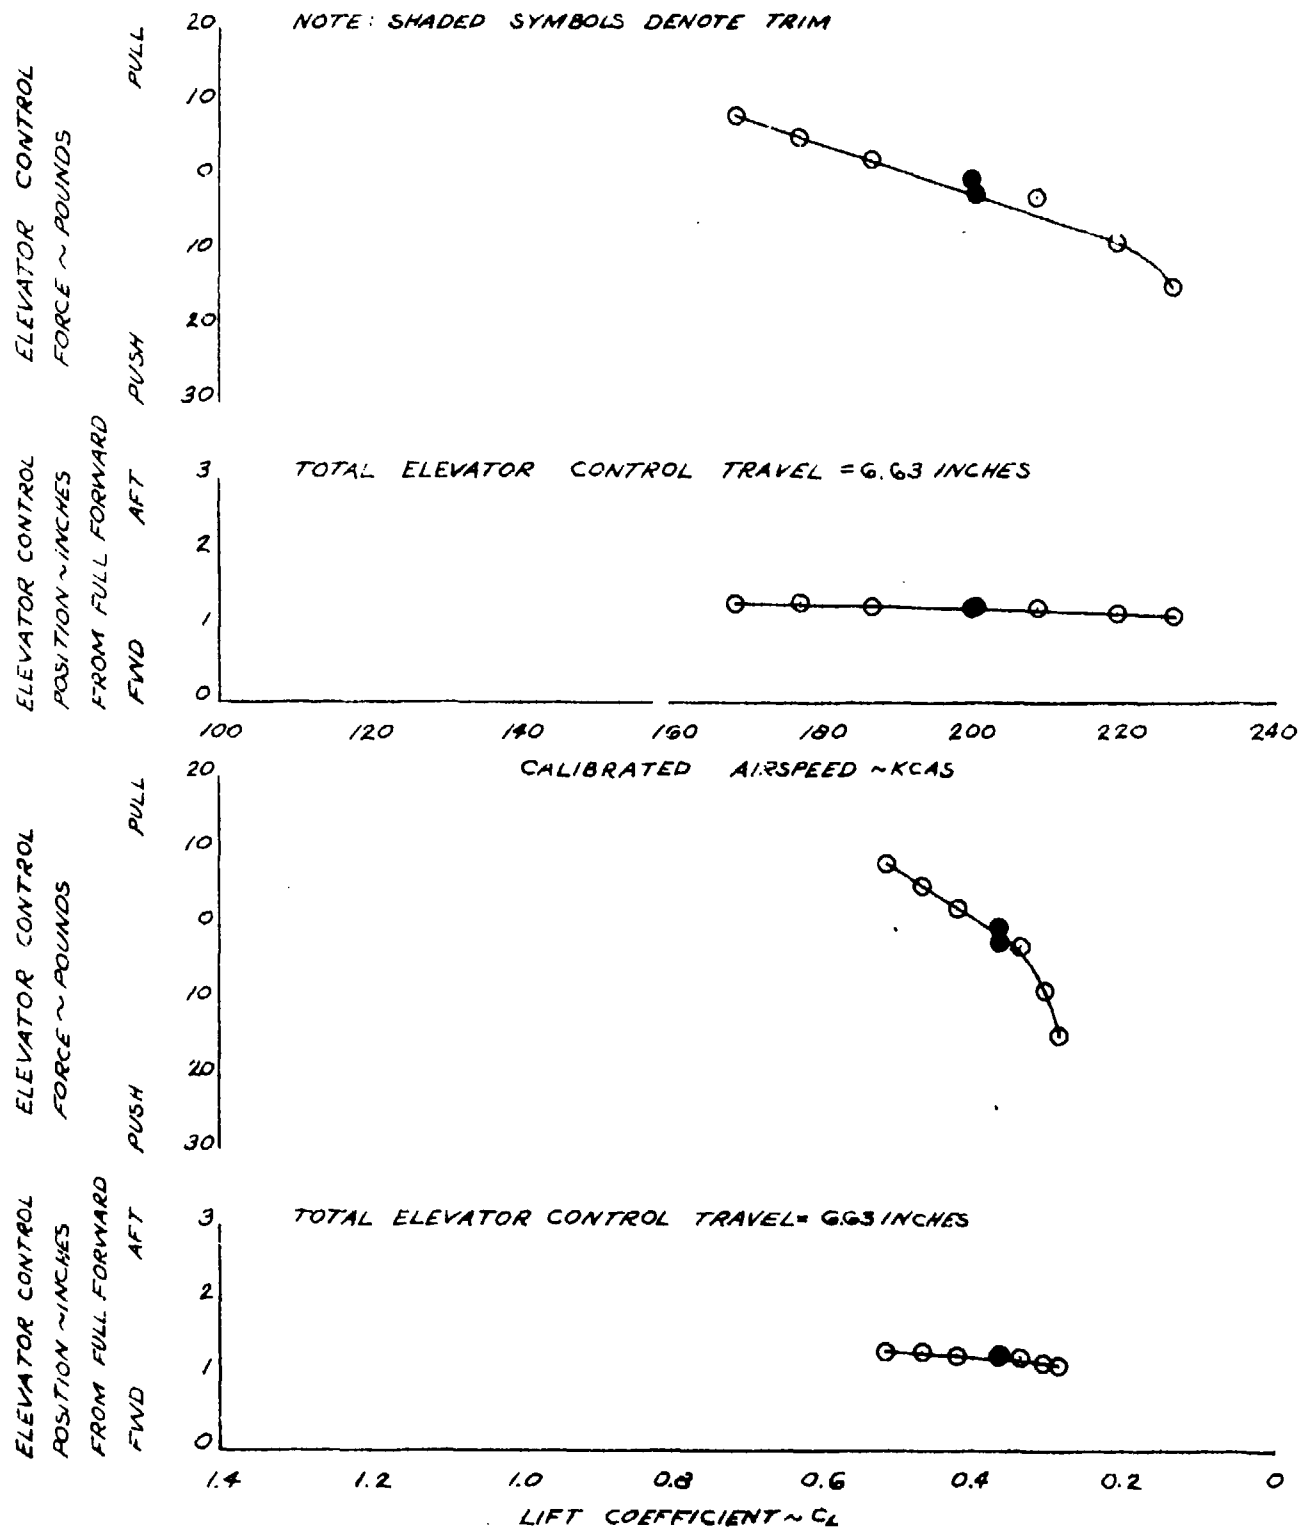 NOTE: SHADED SYMBOLS DENOTE TRIM
ELEVATOR CONTROL
FORCE ~ POUNDS
PULL
PUSH
20
10
0
10
20
30
TOTAL ELEVATOR CONTROL TRAVEL = 6.63 INCHES
ELEVATOR CONTROL
POSITION ~ INCHES
FROM FULL FORWARD
AFT
FWD
3
2
1
0
100 120 140 160 180 200 220 240
CALIBRATED AIRSPEED ~ KCAS
ELEVATOR CONTROL
FORCE ~ POUNDS
PULL
PUSH
20
10
0
10
20
30
TOTAL ELEVATOR CONTROL TRAVEL = 6.63 INCHES
ELEVATOR CONTROL
POSITION ~ INCHES
FROM FULL FORWARD
AFT
FWD
3
2
1
0
1.4 1.2 1.0 0.8 0.6 0.4 0.2 0
LIFT COEFFICIENT ~ CL